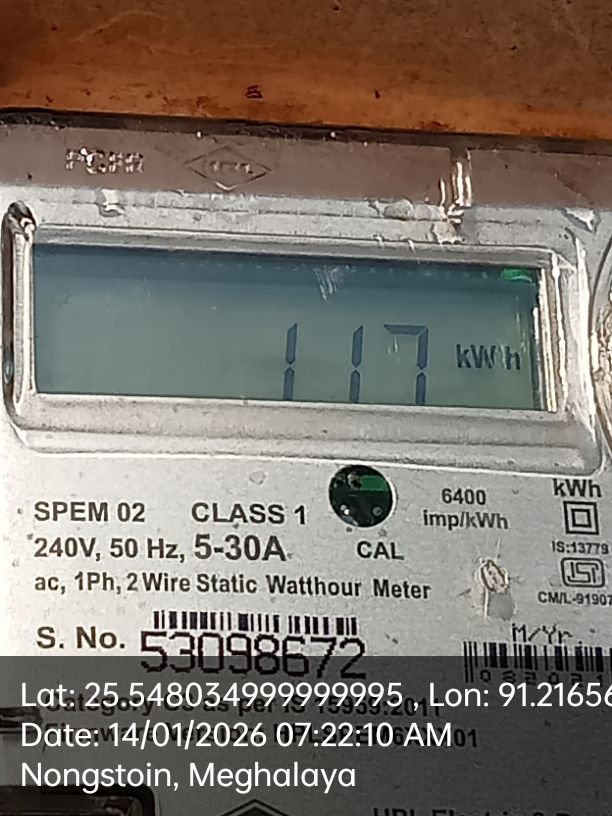 117 kWh
SPEM 02 CLASS 1
6400
imp/kWh
kWh
240V, 50 Hz, 5-30A
CAL
IS:13779
ac, 1Ph, 2 Wire Static Watthour Meter
CM/L-91907
S. No. 53098672
M/Yr
Lat: 25.548034999999995 , Lon: 91.21656
Date: 14/01/2026 07:22:10 AM
Nongstoin, Meghalaya